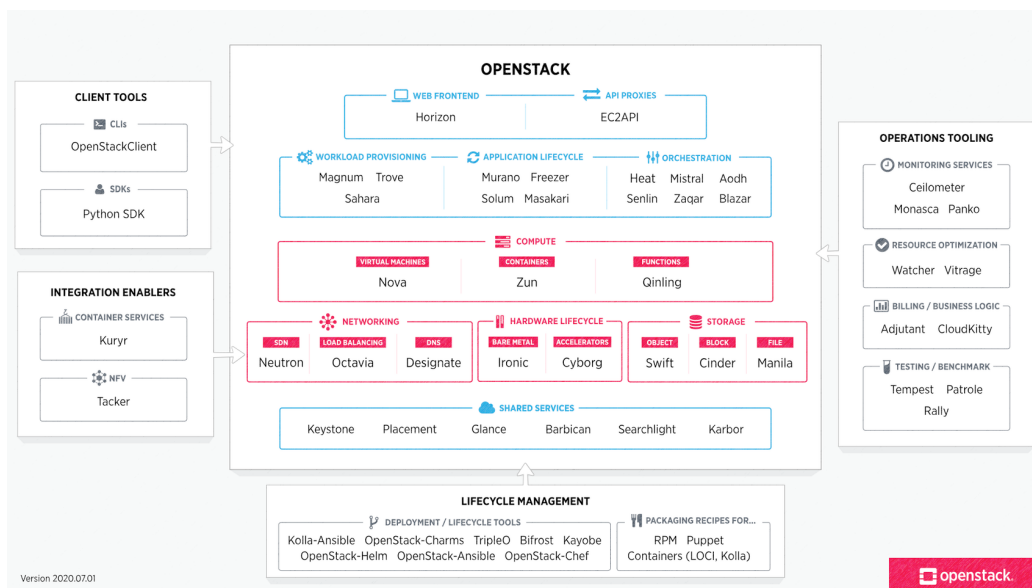 OPENSTACK
WEB FRONTEND
Horizon
API PROXIES
EC2API
WORKLOAD PROVISIONING
Magnum Trove
Sahara
APPLICATION LIFECYCLE
Murano Freezer
Solum Masakari
ORCHESTRATION
Heat Mistral Aodh
Senlin Zaqar Blazar
COMPUTE
VIRTUAL MACHINES
Nova
CONTAINERS
Zun
FUNCTIONS
Qinling
NETWORKING
SDN
Neutron
LOAD BALANCING
Octavia
DNS
Designate
HARDWARE LIFECYCLE
BARE METAL
Ironic
ACCELERATORS
Cyborg
STORAGE
OBJECT
Swift
BLOCK
Cinder
FILE
Manila
SHARED SERVICES
Keystone Placement Glance Barbican Searchlight Karbor
CLIENT TOOLS
CLIs
OpenStackClient
SDKs
Python SDK
INTEGRATION ENABLERS
CONTAINER SERVICES
Kuryr
NFV
Tacker
OPERATIONS TOOLING
MONITORING SERVICES
Ceilometer
Monasca Panko
RESOURCE OPTIMIZATION
Watcher Vitrage
BILLING / BUSINESS LOGIC
Adjutant CloudKitty
TESTING / BENCHMARK
Tempest Patrole
Rally
LIFECYCLE MANAGEMENT
DEPLOYMENT / LIFECYCLE TOOLS
Kolla-Ansible OpenStack-Charms TripleO Bifrost Kayobe
OpenStack-Helm OpenStack-Ansible OpenStack-Chef
PACKAGING RECIPES FOR...
RPM Puppet
Containers (LOCI, Kolla)
Version 2020.07.01
openstack.